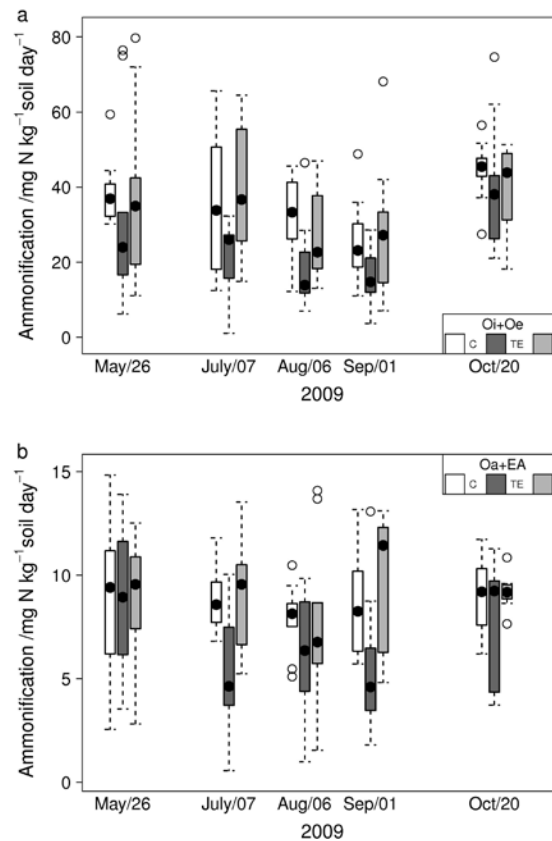 a
Ammonification /mg N kg⁻¹ soil day⁻¹
80
60
40
20
0
Oi+Oe
C TE
May/26 July/07 Aug/06 Sep/01 Oct/20
2009
b
Ammonification /mg N kg⁻¹ soil day⁻¹
15
10
5
0
Oa+EA
C TE
May/26 July/07 Aug/06 Sep/01 Oct/20
2009